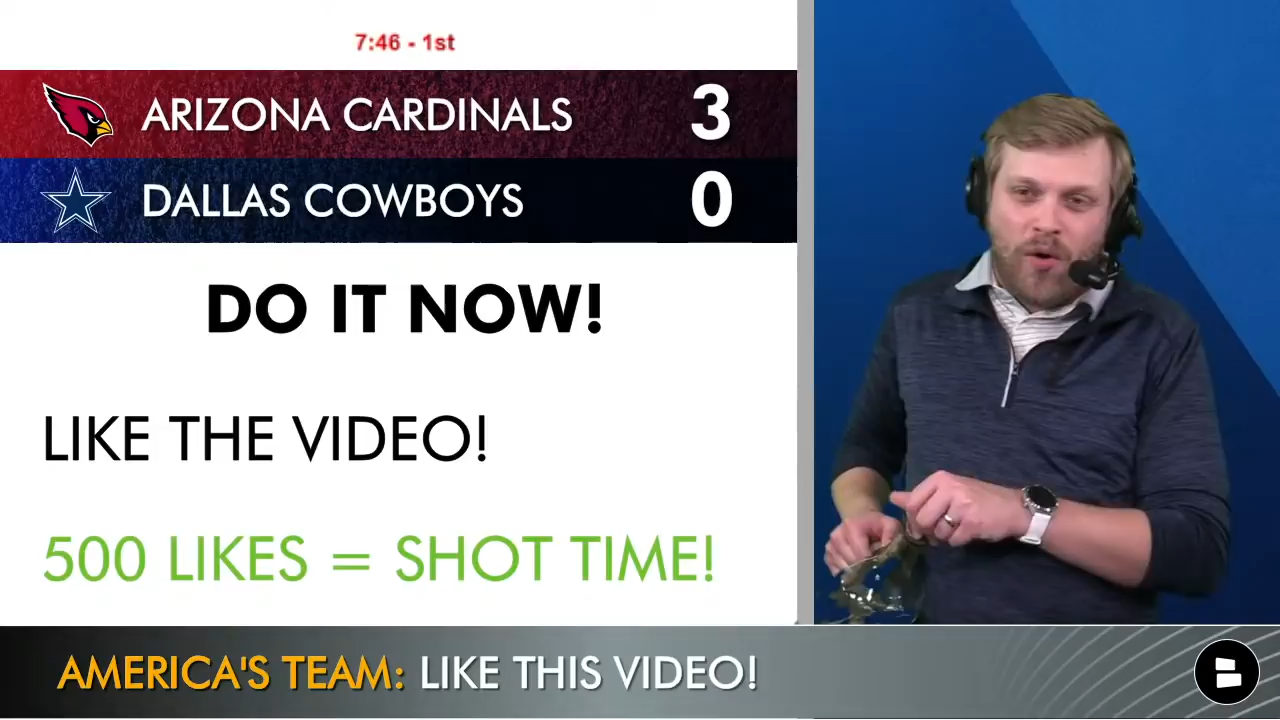 7:46 - 1st
ARIZONA CARDINALS 3
DALLAS COWBOYS 0
DO IT NOW!
LIKE THE VIDEO!
500 LIKES = SHOT TIME!
AMERICA'S TEAM: LIKE THIS VIDEO!